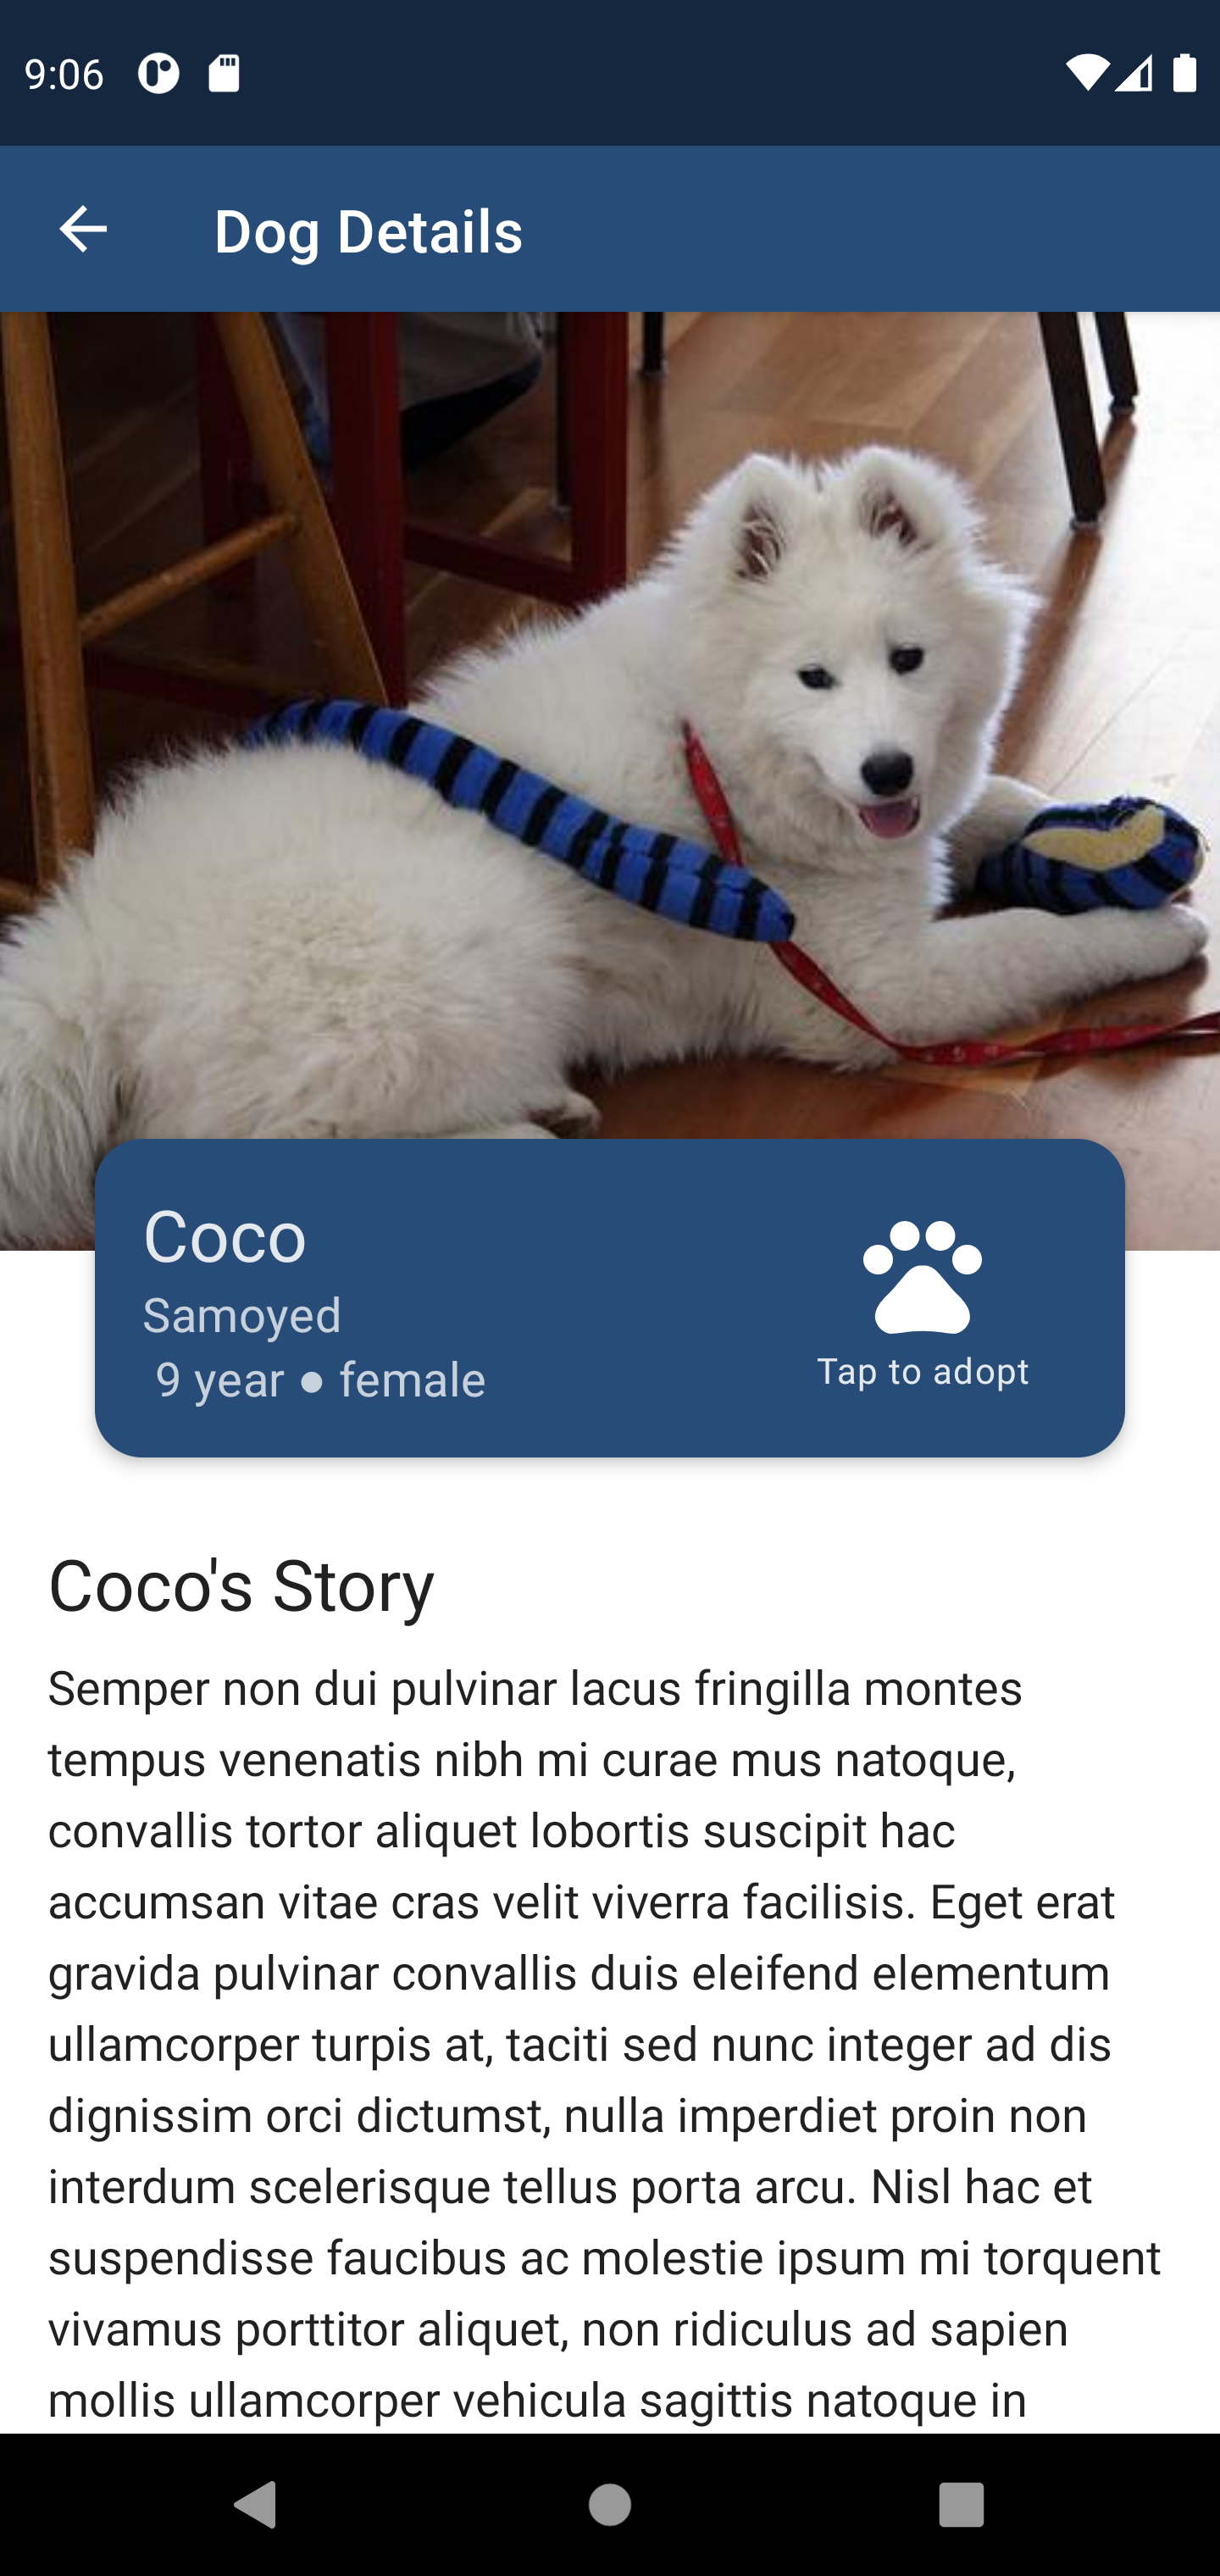 9:06
Dog Details
Coco
Samoyed
9 year ● female
Tap to adopt
Coco's Story
Semper non dui pulvinar lacus fringilla montes
tempus venenatis nibh mi curae mus natoque,
convallis tortor aliquet lobortis suscipit hac
accumsan vitae cras velit viverra facilisis. Eget erat
gravida pulvinar convallis duis eleifend elementum
ullamcorper turpis at, taciti sed nunc integer ad dis
dignissim orci dictumst, nulla imperdiet proin non
interdum scelerisque tellus porta arcu. Nisl hac et
suspendisse faucibus ac molestie ipsum mi torquent
vivamus porttitor aliquet, non ridiculus ad sapien
mollis ullamcorper vehicula sagittis natoque in